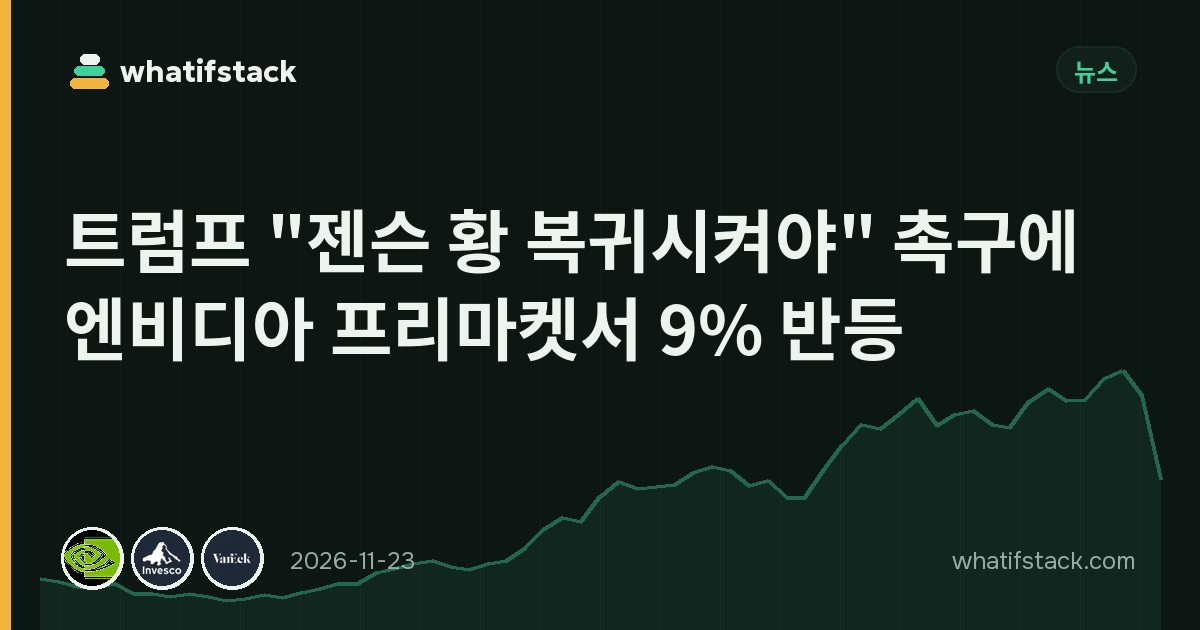 whatifstack
뉴스
트럼프 "젠슨 황 복귀시켜야" 촉구에
엔비디아 프리마켓서 9% 반등
Invesco
VanEck
2026-11-23
whatifstack.com